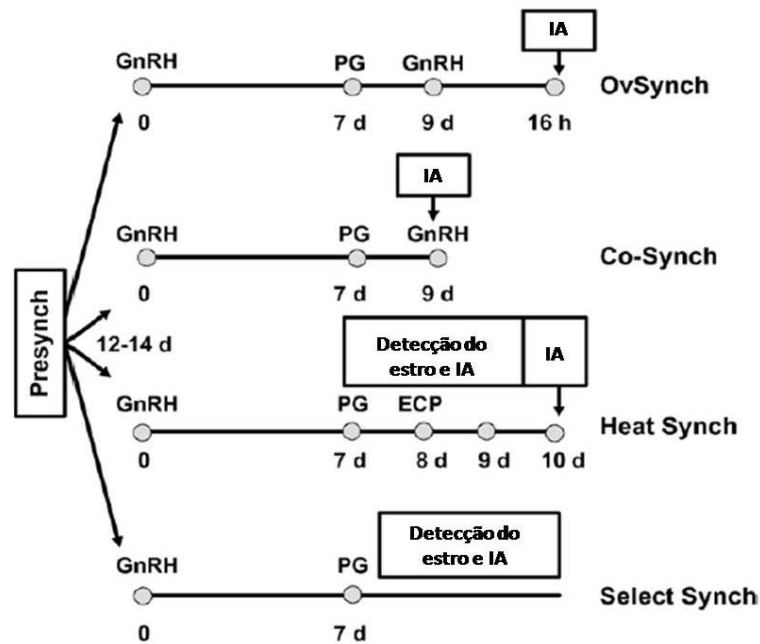 IA
GnRH PG GnRH
OvSynch
0 7 d 9 d 16 h
IA
GnRH PG GnRH
Co-Synch
0 7 d 9 d
Presynch
12-14 d
Detecção do
estro e IA
IA
GnRH PG ECP
Heat Synch
0 7 d 8 d 9 d 10 d
Detecção do
estro e IA
GnRH PG
Select Synch
0 7 d